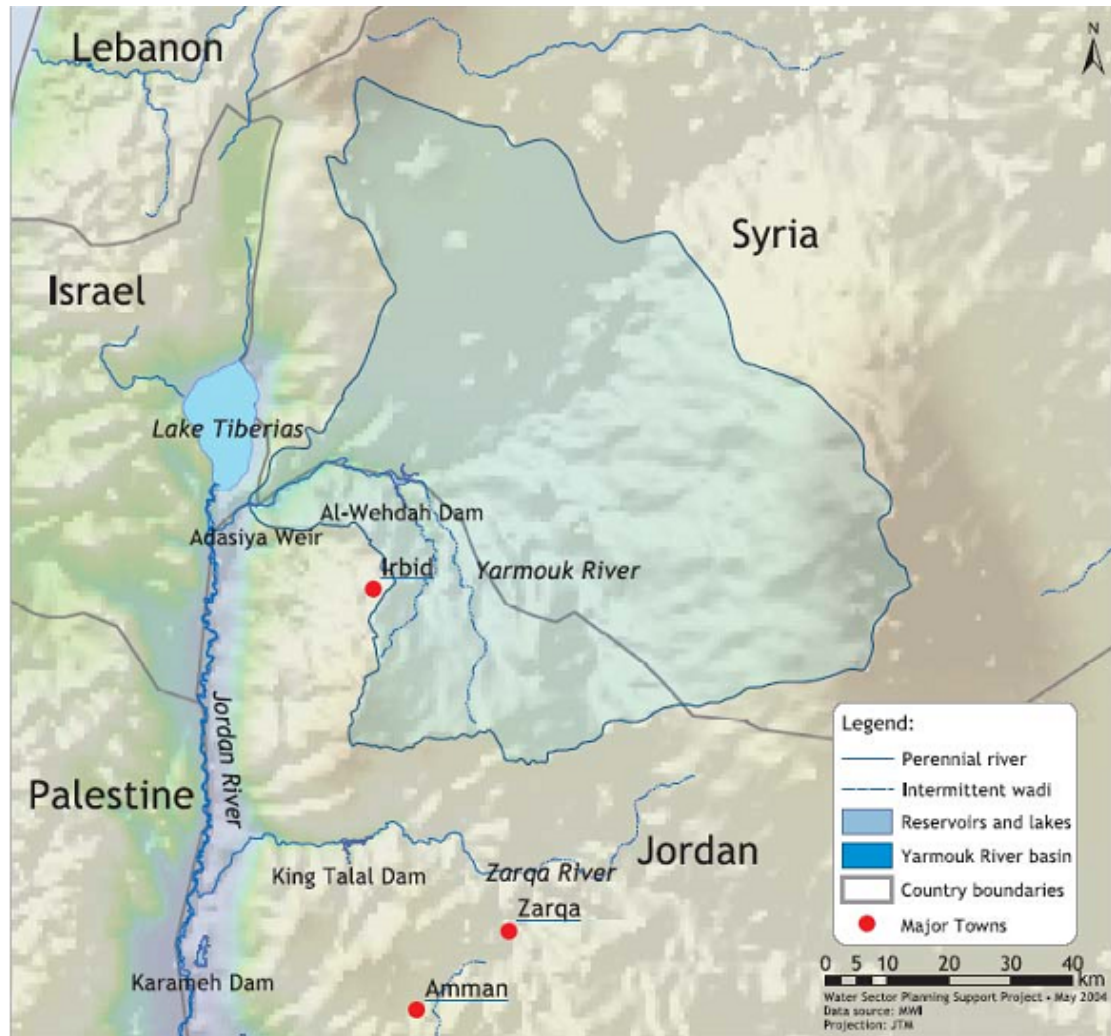 Lebanon
N
Syria
Israel
Lake Tiberias
Al-Wehdah Dam
Adasiya Weir
Irbid
Yarmouk River
Jordan River
Palestine
Jordan
King Talal Dam
Zarqa River
Zarqa
Karameh Dam
Amman
Legend:
Perennial river
Intermittent wadi
Reservoirs and lakes
Yarmouk River basin
Country boundaries
Major Towns
0 5 10 20 30 40
km
Water Sector Planning Support Project - May 2004
Data source: MWI
Projection: JTM